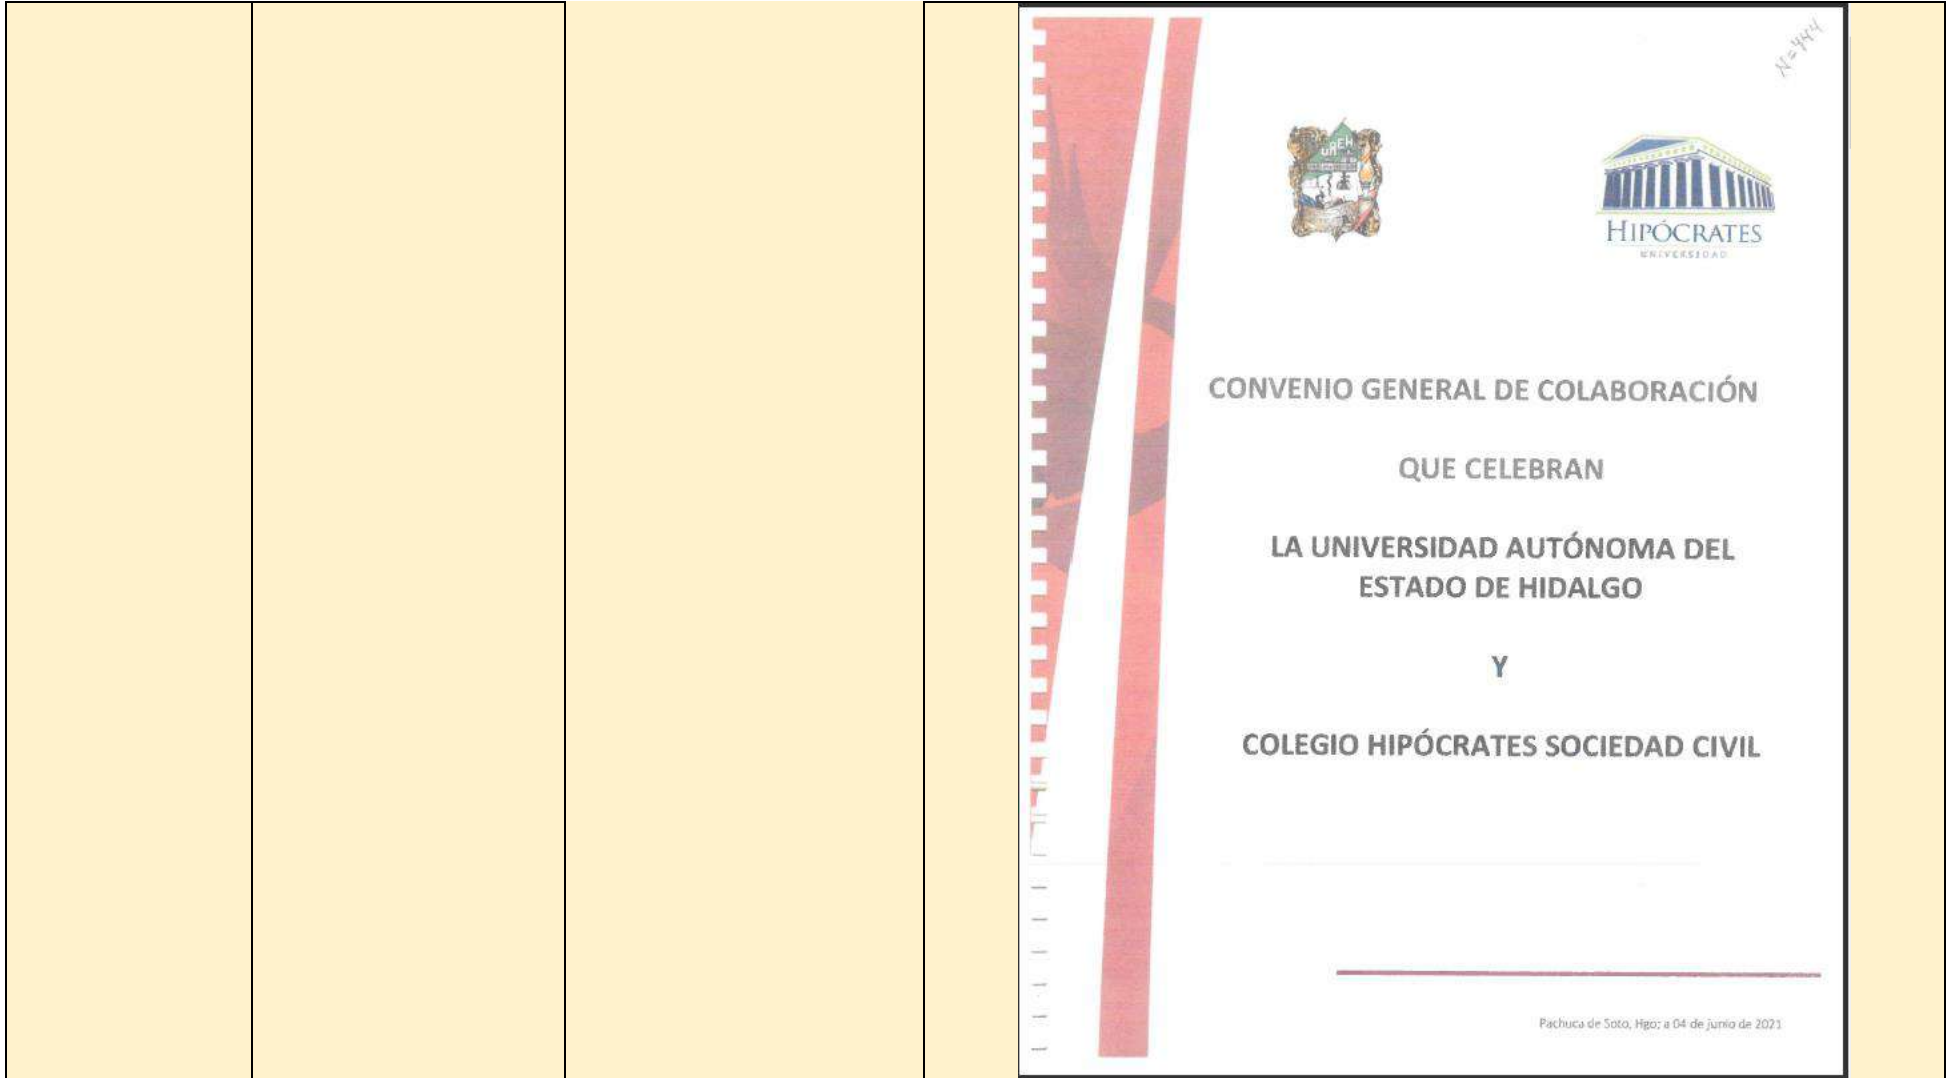 N=444
UAEH
HIPÓCRATES
UNIVERSIDAD
CONVENIO GENERAL DE COLABORACIÓN
QUE CELEBRAN
LA UNIVERSIDAD AUTÓNOMA DEL
ESTADO DE HIDALGO
Y
COLEGIO HIPÓCRATES SOCIEDAD CIVIL
Pachuca de Soto, Hgo; a 04 de junio de 2021